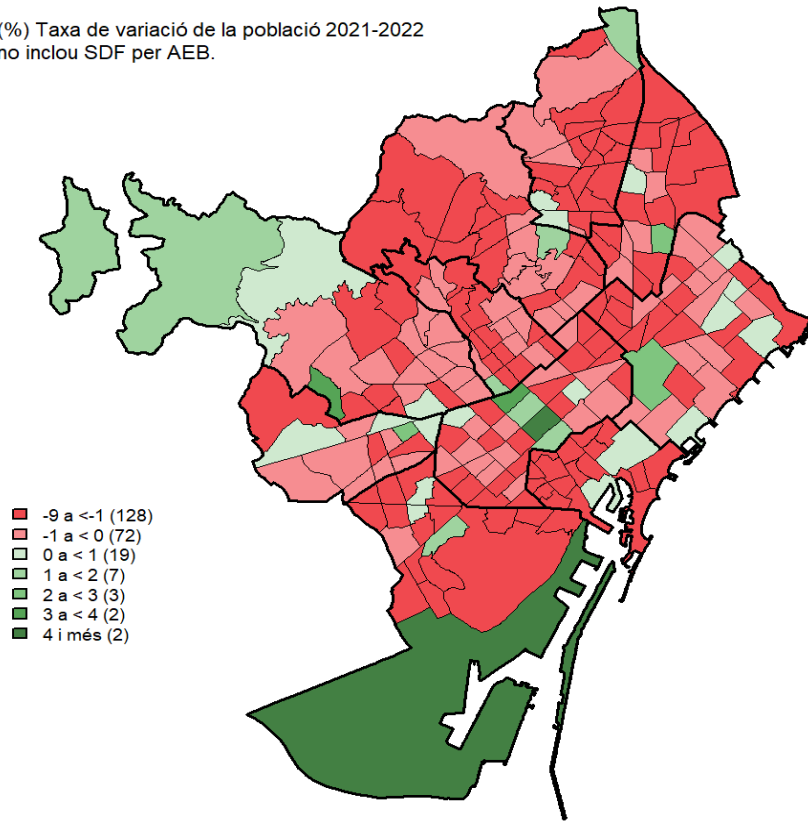 (%) Taxa de variació de la població 2021-2022
no inclou SDF per AEB.
-9 a <-1 (128)
-1 a < 0 (72)
0 a < 1 (19)
1 a < 2 (7)
2 a < 3 (3)
3 a < 4 (2)
4 i més (2)